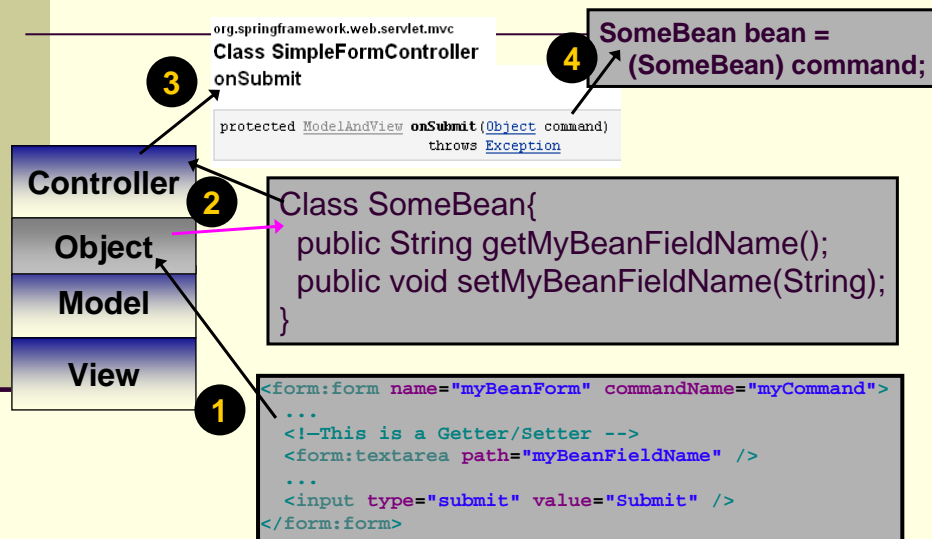 org.springframework.web.servlet.mvc
Class SimpleFormController
onSubmit
protected ModelAndView onSubmit(Object command)
throws Exception
SomeBean bean =
(SomeBean) command;
4
3
Controller
2
Object
Model
View
Class SomeBean{
public String getMyBeanFieldName();
public void setMyBeanFieldName(String);
}
1
<form:form name="myBeanForm" commandName="myCommand">
...
<!—This is a Getter/Setter -->
<form:textarea path="myBeanFieldName" />
...
<input type="submit" value="Submit" />
</form:form>